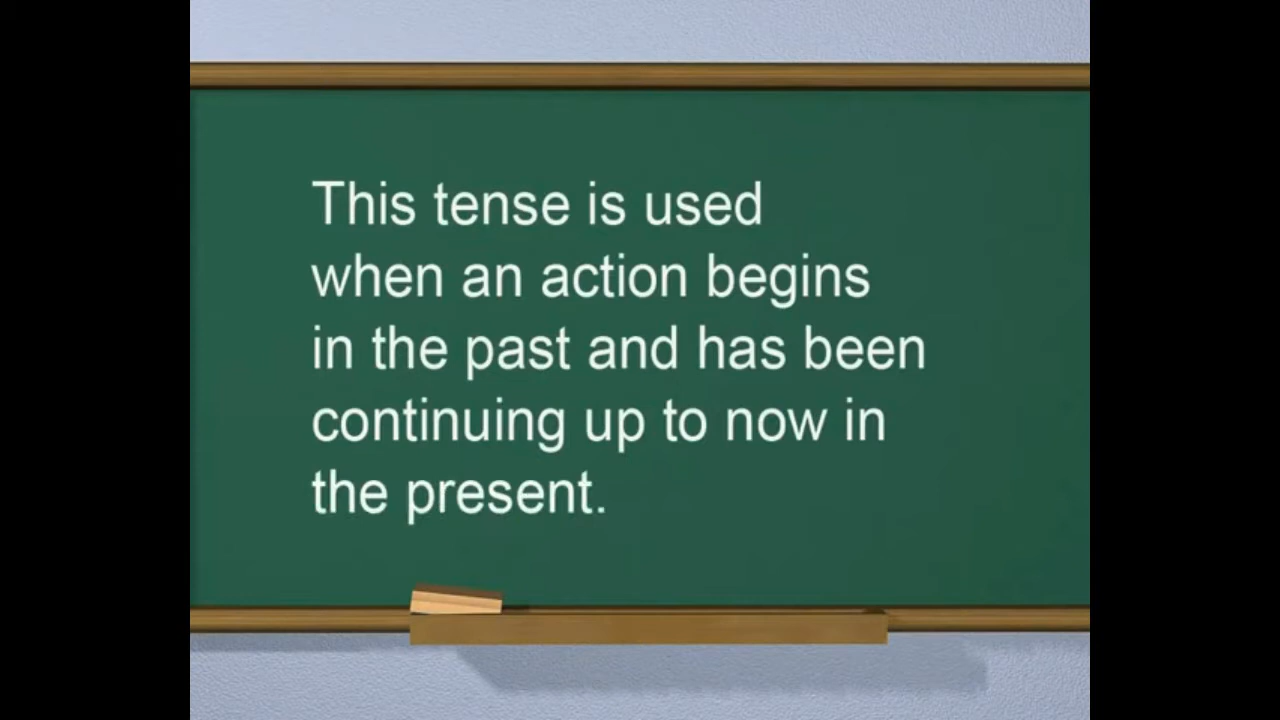 This tense is used
when an action begins
in the past and has been
continuing up to now in
the present.